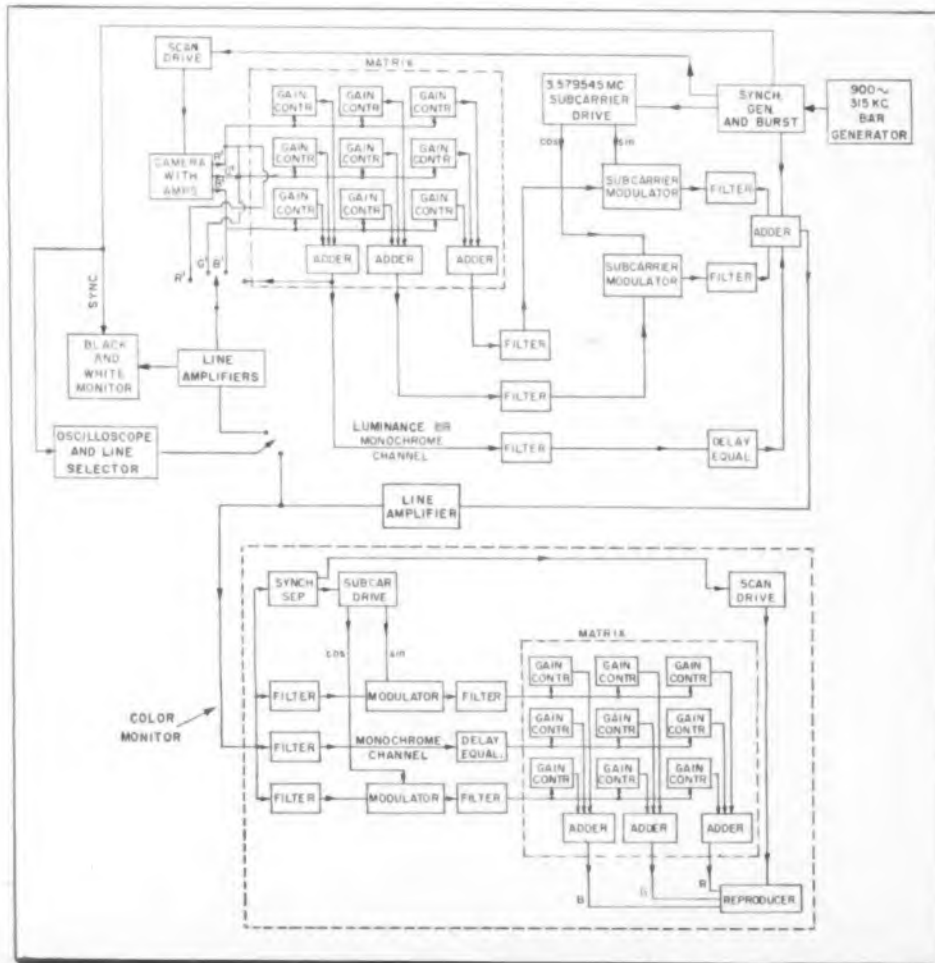 SCAN
DRIVE
MATRIX
GAIN
CONTR
GAIN
CONTR
GAIN
CONTR
3.579545 MC
SUBCARRIER
DRIVE
SYNCH.
GEN.
AND BURST
900~
315 KC
BAR
GENERATOR
cos
sin
CAMERA
WITH
AMPS
R'
G'
B'
GAIN
CONTR
GAIN
CONTR
GAIN
CONTR
SUBCARRIER
MODULATOR
FILTER
GAIN
CONTR
GAIN
CONTR
GAIN
CONTR
ADDER
ADDER
ADDER
ADDER
SUBCARRIER
MODULATOR
FILTER
R'
G'
B'
SYNC
BLACK
AND
WHITE
MONITOR
LINE
AMPLIFIERS
FILTER
FILTER
OSCILLOSCOPE
AND LINE
SELECTOR
LUMINANCE OR
MONOCHROME
CHANNEL
FILTER
DELAY
EQUAL.
LINE
AMPLIFIER
SYNCH
SEP
SUBCAR
DRIVE
SCAN
DRIVE
cos
sin
MATRIX
GAIN
CONTR
GAIN
CONTR
GAIN
CONTR
FILTER
MODULATOR
FILTER
COLOR
MONITOR
FILTER
MONOCHROME
CHANNEL
DELAY
EQUAL.
GAIN
CONTR
GAIN
CONTR
GAIN
CONTR
FILTER
MODULATOR
FILTER
GAIN
CONTR
GAIN
CONTR
GAIN
CONTR
ADDER
ADDER
ADDER
B
REPRODUCER